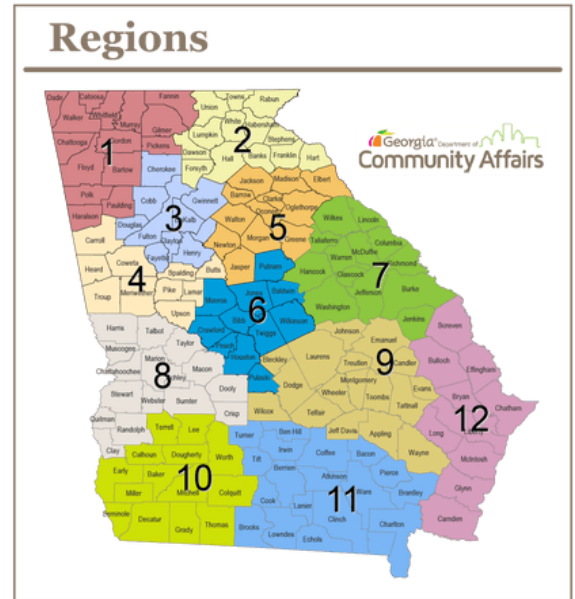 Regions
Georgia Department of
Community Affairs
1
Dade
Catoosa
Fannin
Walker
Whitfield
Murray
Gilmer
Chattooga
Gordon
Pickens
Floyd
Bartow
Polk
Paulding
Haralson
2
Towns
Rabun
Union
White
Habersham
Lumpkin
Stephens
Dawson
Hall
Banks
Franklin
Hart
Forsyth
3
Cherokee
Cobb
Gwinnett
Douglas
Fulton
Clayton
Fayette
Henry
4
Carroll
Heard
Coweta
Spalding
Butts
Troup
Meriwether
Pike
Lamar
Upson
5
Jackson
Madison
Elbert
Barrow
Oglethorpe
Walton
Morgan
Greene
Newton
Jasper
6
Putnam
Monroe
Jones
Baldwin
Bibb
Wilkinson
Crawford
Twiggs
Peach
Houston
Pulaski
7
Wilkes
Lincoln
Taliaferro
Columbia
McDuffie
Warren
Richmond
Hancock
Glascock
Jefferson
Burke
Washington
Jenkins
8
Harris
Talbot
Taylor
Muscogee
Marion
Macon
Chattahoochee
Dooly
Stewart
Webster
Sumter
Crisp
Quitman
Randolph
Clay
9
Johnson
Emanuel
Bleckley
Laurens
Treutlen
Candler
Montgomery
Dodge
Wheeler
Toombs
Evans
Tattnall
Wilcox
Telfair
Jeff Davis
Appling
Wayne
10
Terrell
Lee
Calhoun
Dougherty
Worth
Early
Baker
Miller
Mitchell
Colquitt
Seminole
Decatur
Grady
Thomas
11
Turner
Ben Hill
Irwin
Coffee
Bacon
Tift
Berrien
Pierce
Atkinson
Ware
Cook
Lanier
Brantley
Clinch
Brooks
Lowndes
Echols
Charlton
12
Screven
Bulloch
Effingham
Bryan
Chatham
Long
McIntosh
Glynn
Camden